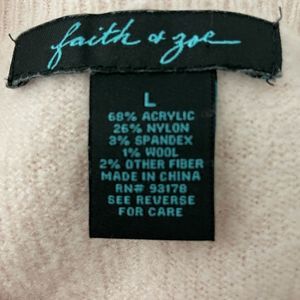 faith & zoe
L
68% ACRYLIC
26% NYLON
3% SPANDEX
1% WOOL
2% OTHER FIBER
MADE IN CHINA
RN# 93178
SEE REVERSE
FOR CARE